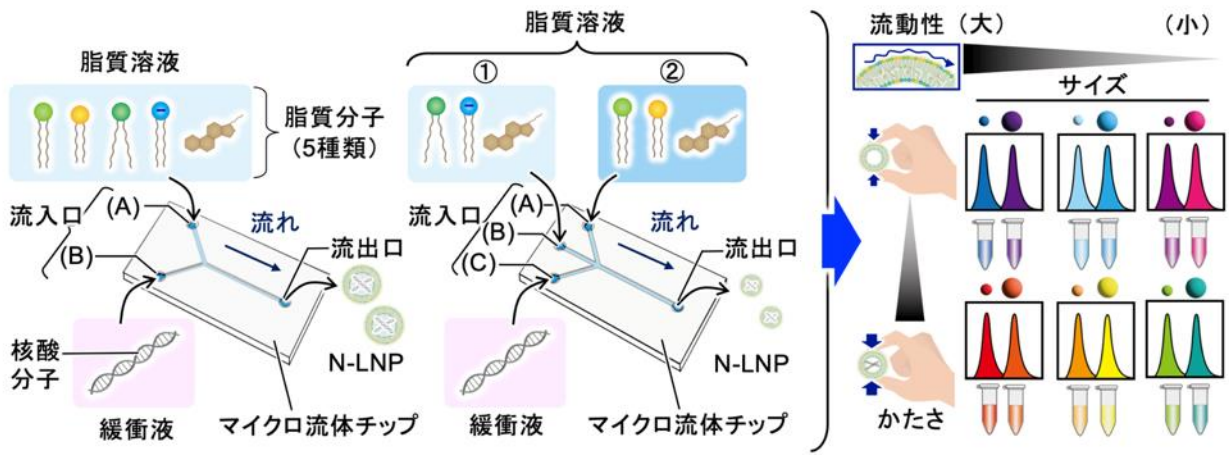 脂質溶液
脂質分子
(5種類)
流入口
(A)
(B)
流れ
流出口
N-LNP
核酸
分子
緩衝液
マイクロ流体チップ
脂質溶液
①
②
流入口
(A)
(B)
(C)
流れ
流出口
N-LNP
緩衝液
マイクロ流体チップ
流動性 (大)
(小)
サイズ
かたさ